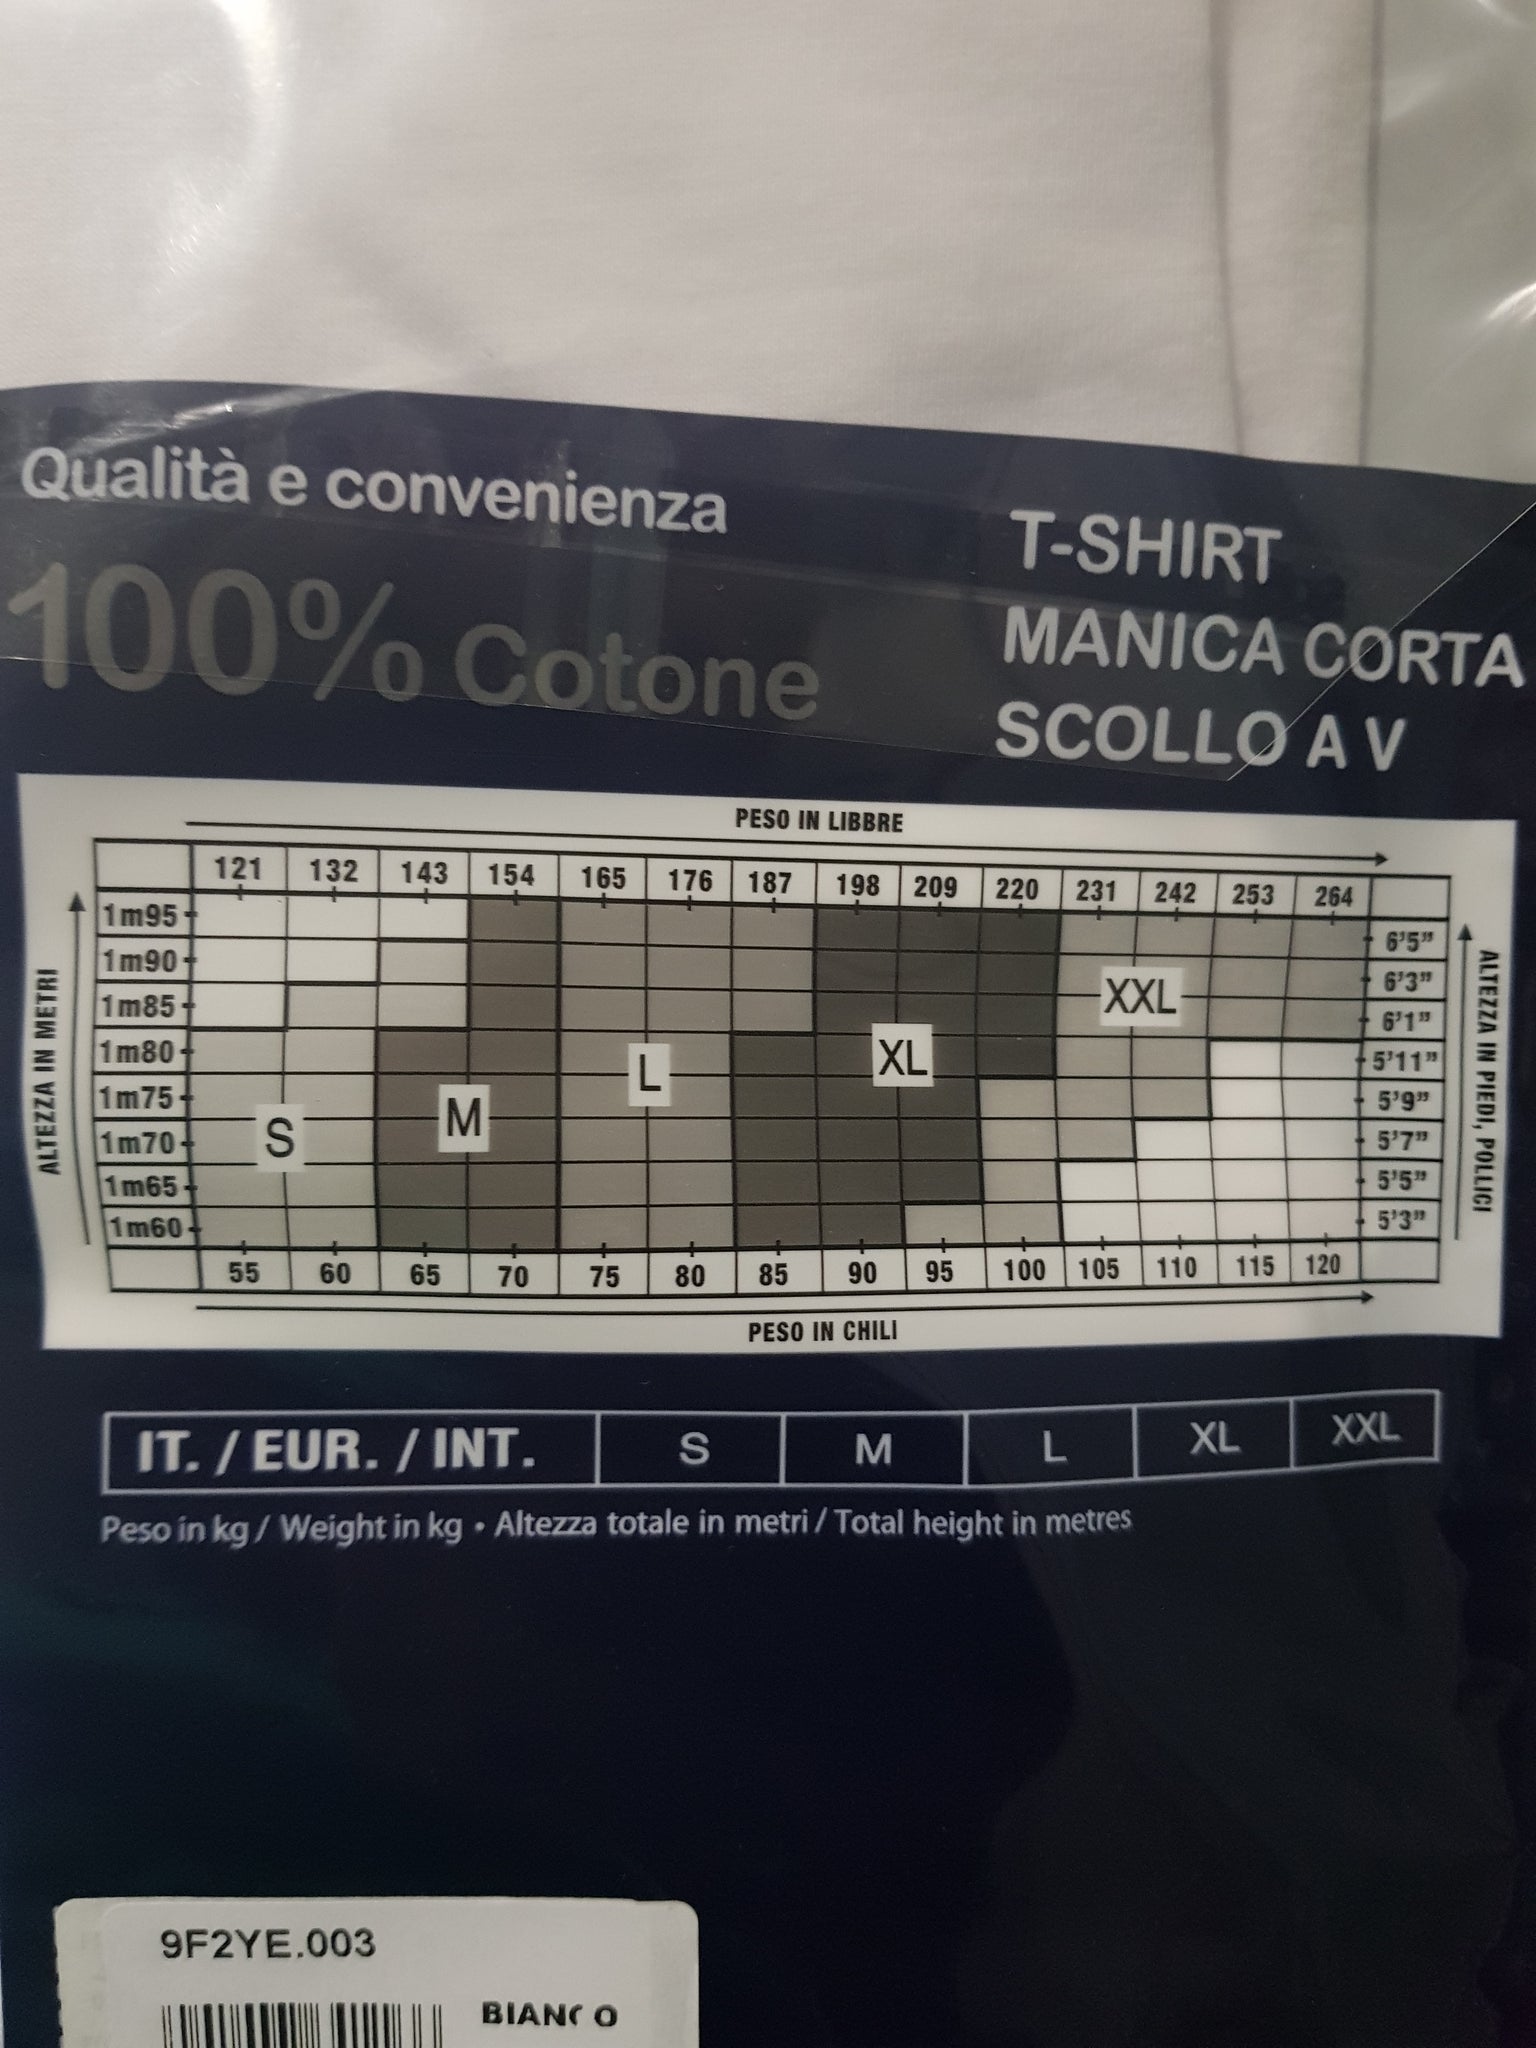 Qualità e convenienza
100% Cotone
T-SHIRT
MANICA CORTA
SCOLLO A V
PESO IN LIBBRE
121 132 143 154 165 176 187 198 209 220 231 242 253 264
ALTEZZA IN METRI
1m95 6'5"
1m90 6'3"
1m85 XXL 6'1"
1m80 L XL 5'11"
1m75 M 5'9"
1m70 S 5'7"
1m65 5'5"
1m60 5'3"
ALTEZZA IN PIEDI, POLLICI
55 60 65 70 75 80 85 90 95 100 105 110 115 120
PESO IN CHILI
IT. / EUR. / INT. S M L XL XXL
Peso in kg / Weight in kg • Altezza totale in metri / Total height in metres
9F2YE.003
BIANCO